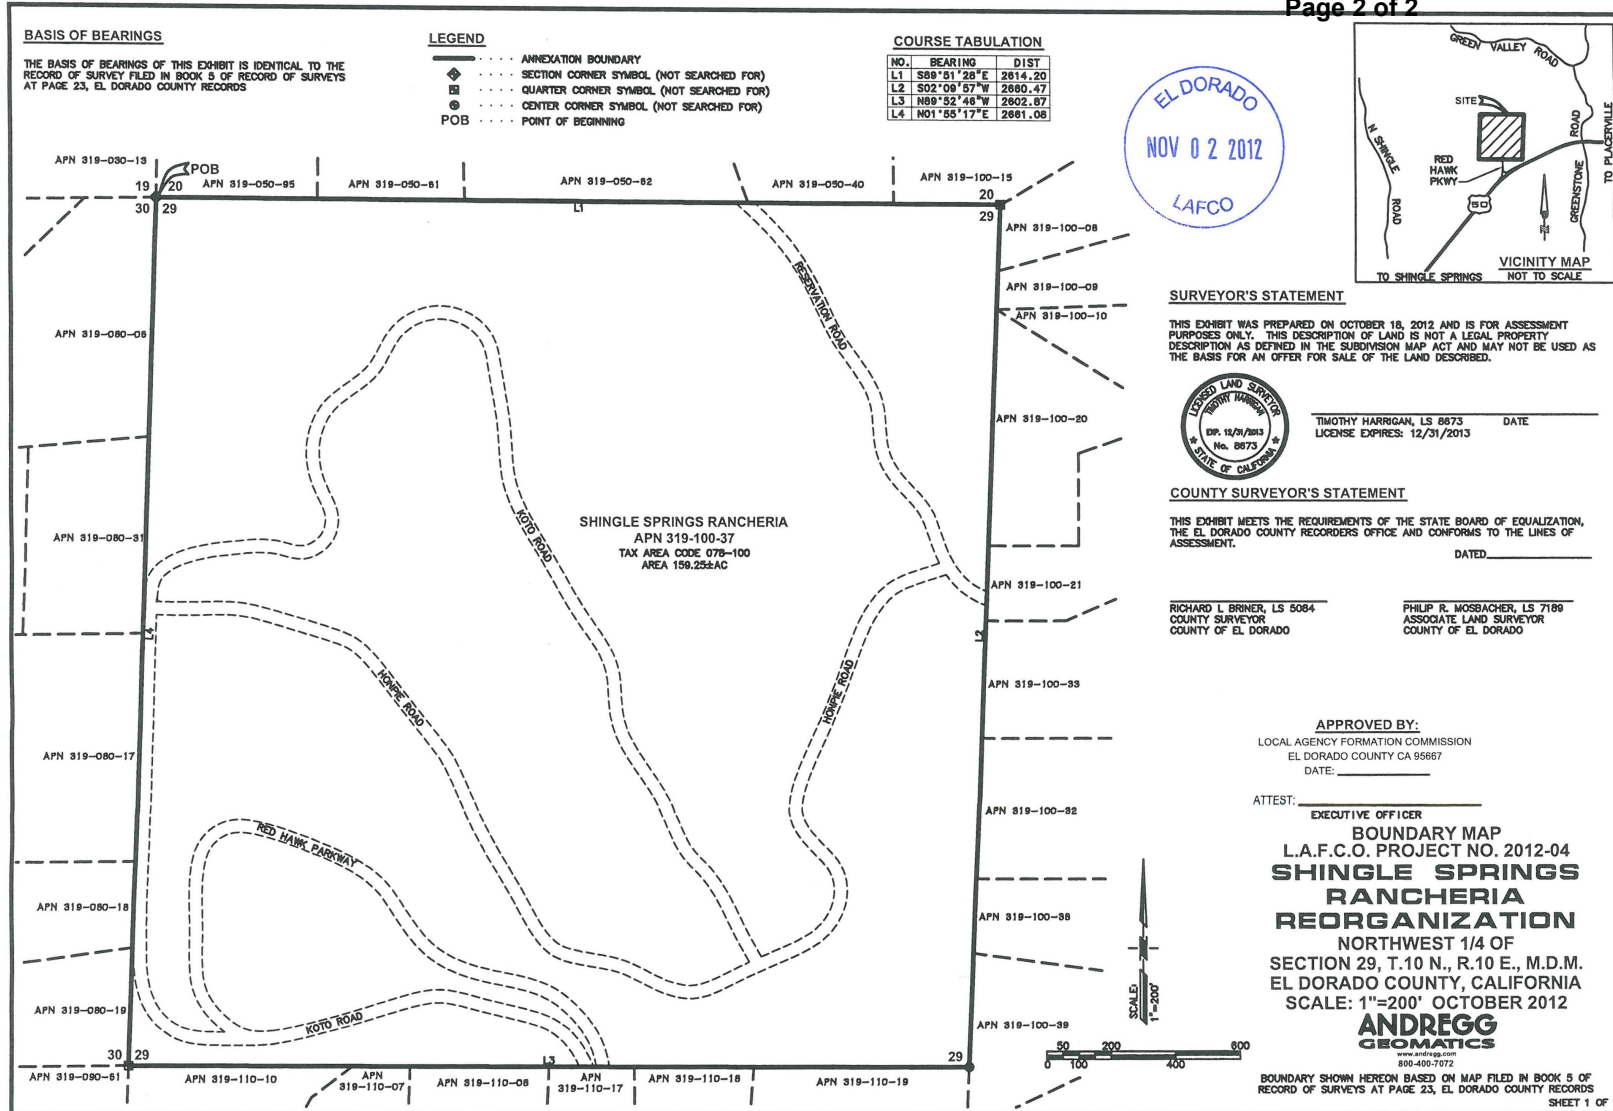 Page 2 of 2
BASIS OF BEARINGS
THE BASIS OF BEARINGS OF THIS EXHIBIT IS IDENTICAL TO THE
RECORD OF SURVEY FILED IN BOOK 5 OF RECORD OF SURVEYS
AT PAGE 23, EL DORADO COUNTY RECORDS
LEGEND
ANNEXATION BOUNDARY
SECTION CORNER SYMBOL (NOT SEARCHED FOR)
QUARTER CORNER SYMBOL (NOT SEARCHED FOR)
CENTER CORNER SYMBOL (NOT SEARCHED FOR)
POB · · · · POINT OF BEGINNING
COURSE TABULATION
NO. BEARING DIST
L1 S89°51'28"E 2614.20
L2 S02°09'57"W 2660.47
L3 N89°52'46"W 2602.87
L4 N01°55'17"E 2661.08
EL DORADO
NOV 02 2012
LAFCO
GREEN VALLEY ROAD
SITE
N SHINGLE ROAD
RED
HAWK
PKWY
50
GREENSTONE ROAD
TO PLACERVILLE
TO SHINGLE SPRINGS
VICINITY MAP
NOT TO SCALE
APN 319-030-13
POB
19 20
30 29
APN 319-050-95
APN 319-050-61
APN 319-050-62
APN 319-050-40
APN 319-100-15
20
29
L1
APN 319-100-08
APN 319-100-09
APN 319-100-10
APN 319-100-20
APN 319-100-21
APN 319-100-33
APN 319-100-32
APN 319-100-38
APN 319-100-39
L2
APN 319-080-06
APN 319-080-31
L4
APN 319-080-17
APN 319-080-18
APN 319-080-19
RESERVATION ROAD
KOTO ROAD
SHINGLE SPRINGS RANCHERIA
APN 319-100-37
TAX AREA CODE 078-100
AREA 159.25±AC
HONPIE ROAD
HONPIE ROAD
RED HAWK PARKWAY
KOTO ROAD
30 29
L3
29
APN 319-090-61
APN 319-110-10
APN
319-110-07
APN 319-110-06
APN
319-110-17
APN 319-110-18
APN 319-110-19
SURVEYOR'S STATEMENT
THIS EXHIBIT WAS PREPARED ON OCTOBER 18, 2012 AND IS FOR ASSESSMENT
PURPOSES ONLY. THIS DESCRIPTION OF LAND IS NOT A LEGAL PROPERTY
DESCRIPTION AS DEFINED IN THE SUBDIVISION MAP ACT AND MAY NOT BE USED AS
THE BASIS FOR AN OFFER FOR SALE OF THE LAND DESCRIBED.
LICENSED LAND SURVEYOR
TIMOTHY HARRIGAN
EXP. 12/31/2013
No. 8673
STATE OF CALIFORNIA
TIMOTHY HARRIGAN, LS 8673 DATE
LICENSE EXPIRES: 12/31/2013
COUNTY SURVEYOR'S STATEMENT
THIS EXHIBIT MEETS THE REQUIREMENTS OF THE STATE BOARD OF EQUALIZATION,
THE EL DORADO COUNTY RECORDERS OFFICE AND CONFORMS TO THE LINES OF
ASSESSMENT.
DATED
RICHARD L BRINER, LS 5084
COUNTY SURVEYOR
COUNTY OF EL DORADO
PHILIP R. MOSBACHER, LS 7189
ASSOCIATE LAND SURVEYOR
COUNTY OF EL DORADO
APPROVED BY:
LOCAL AGENCY FORMATION COMMISSION
EL DORADO COUNTY CA 95667
DATE:
ATTEST:
EXECUTIVE OFFICER
BOUNDARY MAP
L.A.F.C.O. PROJECT NO. 2012-04
SHINGLE SPRINGS
RANCHERIA
REORGANIZATION
NORTHWEST 1/4 OF
SECTION 29, T.10 N., R.10 E., M.D.M.
EL DORADO COUNTY, CALIFORNIA
SCALE: 1"=200' OCTOBER 2012
ANDREGG
GEOMATICS
www.andregg.com
800-400-7072
SCALE:
1"=200'
50 200 600
0 100 400
BOUNDARY SHOWN HEREON BASED ON MAP FILED IN BOOK 5 OF
RECORD OF SURVEYS AT PAGE 23, EL DORADO COUNTY RECORDS
SHEET 1 OF